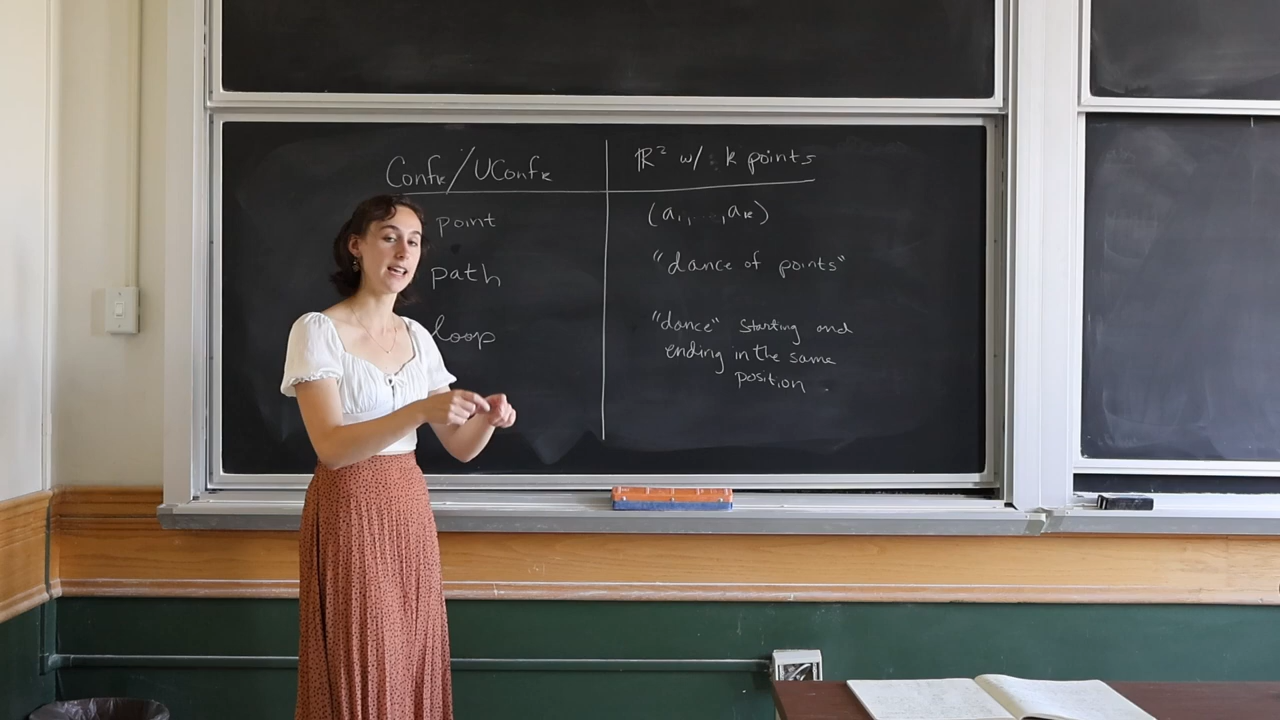 Confₖ/UConfₖ
ℝ² w/ k points
point
(a₁,...,aₖ)
path
"dance of points"
loop
"dance" starting and
ending in the same
position.